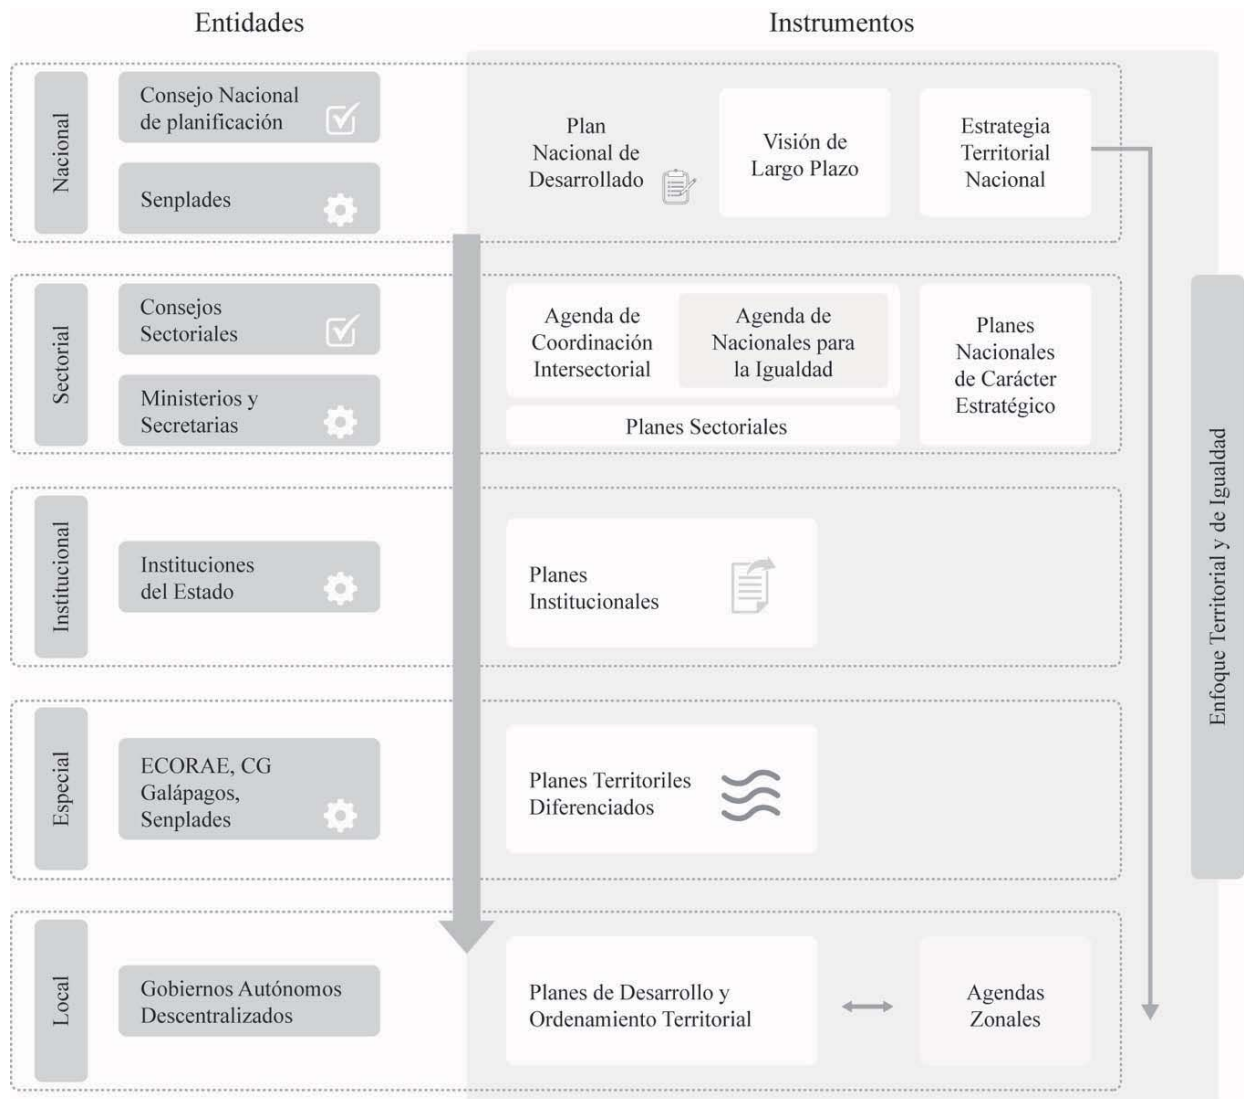 Entidades
Instrumentos
Nacional
Consejo Nacional
de planificación
Senplades
Plan
Nacional de
Desarrollado
Visión de
Largo Plazo
Estrategia
Territorial
Nacional
Sectorial
Consejos
Sectoriales
Ministerios y
Secretarias
Agenda de
Coordinación
Intersectorial
Agenda de
Nacionales para
la Igualdad
Planes Sectoriales
Planes
Nacionales
de Carácter
Estratégico
Institucional
Instituciones
del Estado
Planes
Institucionales
Especial
ECORAE, CG
Galápagos,
Senplades
Planes Territoriles
Diferenciados
Local
Gobiernos Autónomos
Descentralizados
Planes de Desarrollo y
Ordenamiento Territorial
Agendas
Zonales
Enfoque Territorial y de Igualdad